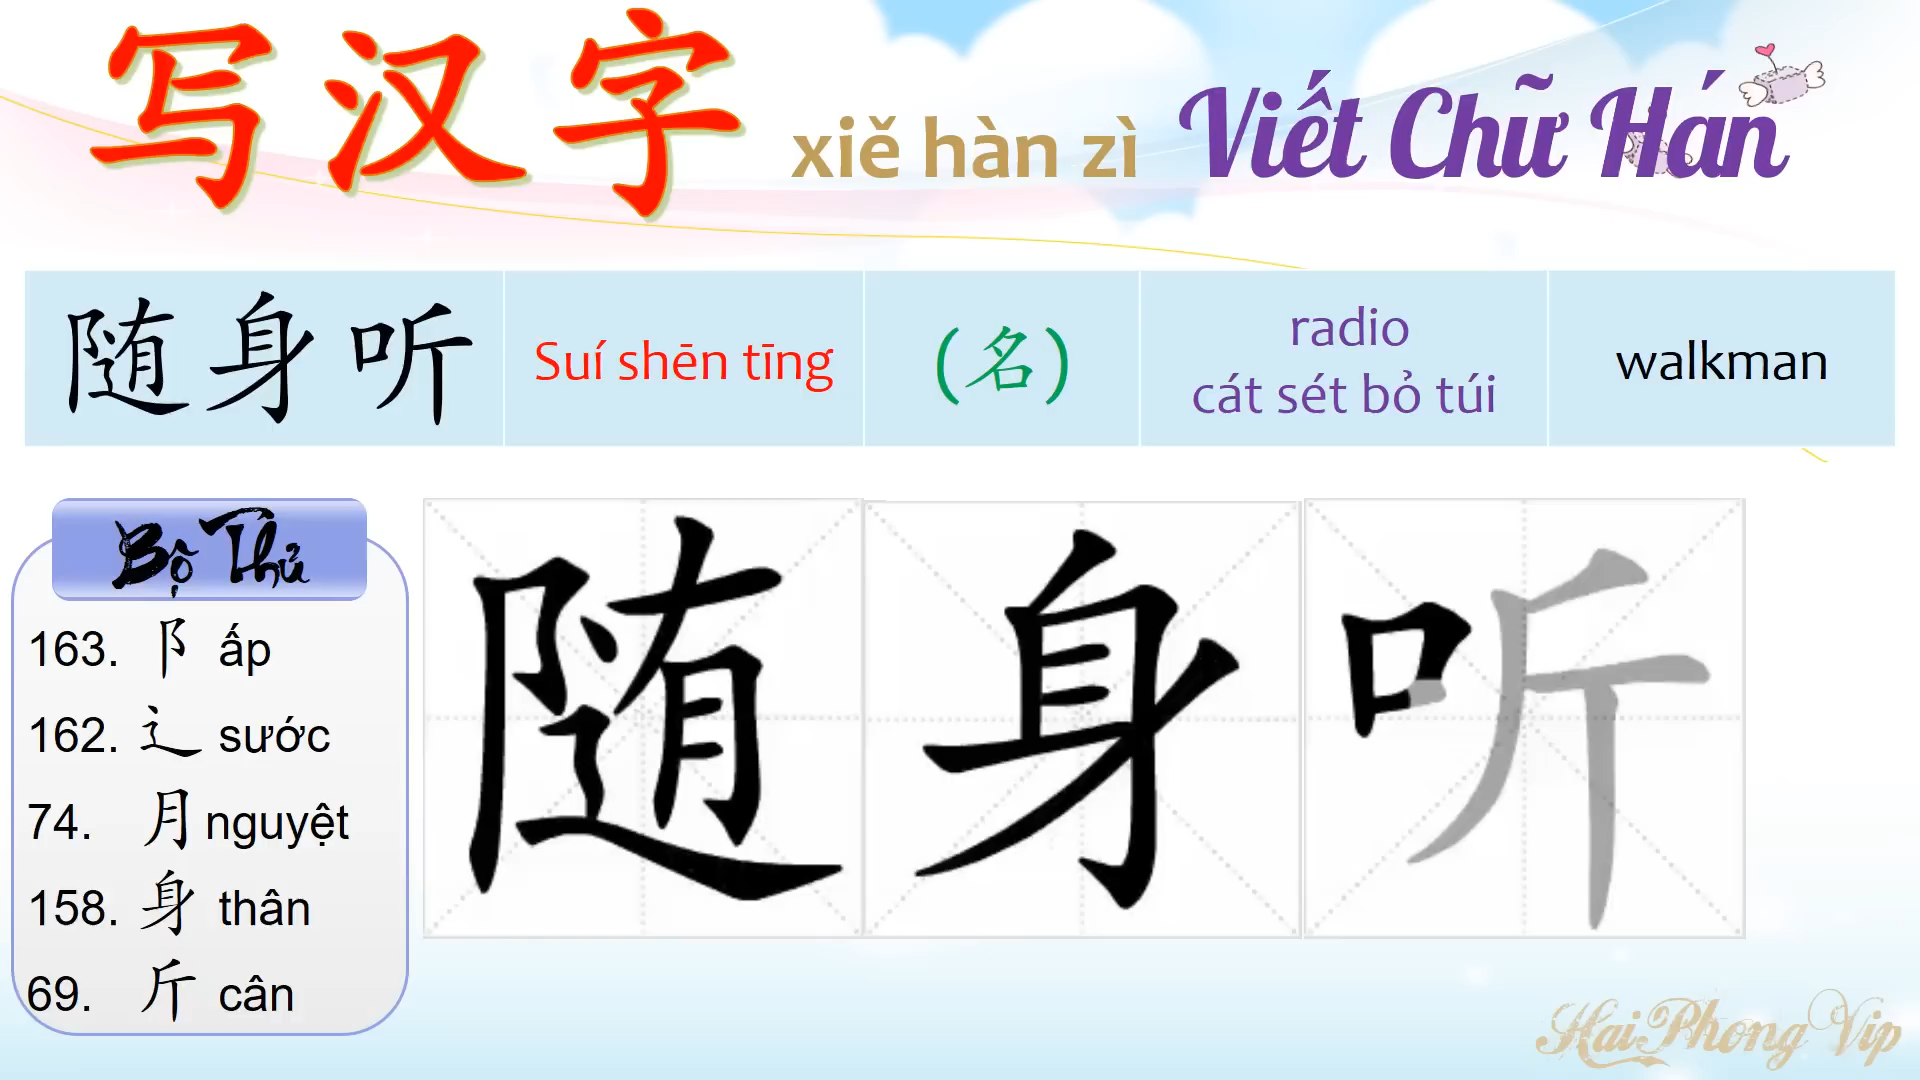 写汉字 xiě hàn zì Viết Chữ Hán
随身听 Suí shēn tīng (名) radio cát sét bỏ túi walkman
Bộ Thủ
163. 阝 ấp
162. 辶 sước
74. 月 nguyệt
158. 身 thân
69. 斤 cân
随身听
HaiPhongVip